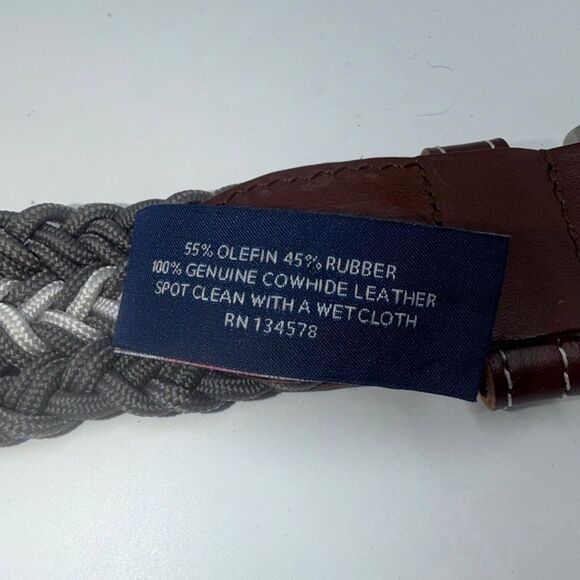 55% OLEFIN 45% RUBBER
100% GENUINE COWHIDE LEATHER
SPOT CLEAN WITH A WET CLOTH
RN 134578